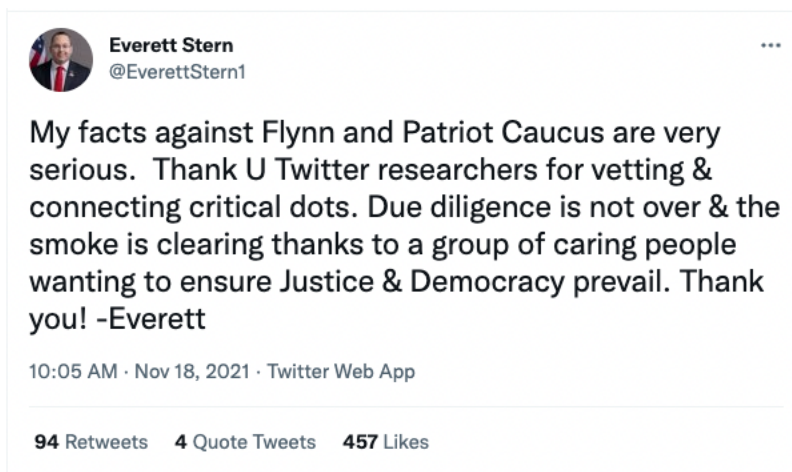 Everett Stern
@EverettStern1
My facts against Flynn and Patriot Caucus are very
serious.  Thank U Twitter researchers for vetting &
connecting critical dots. Due diligence is not over & the
smoke is clearing thanks to a group of caring people
wanting to ensure Justice & Democracy prevail. Thank
you! -Everett
10:05 AM · Nov 18, 2021 · Twitter Web App
94 Retweets 4 Quote Tweets 457 Likes